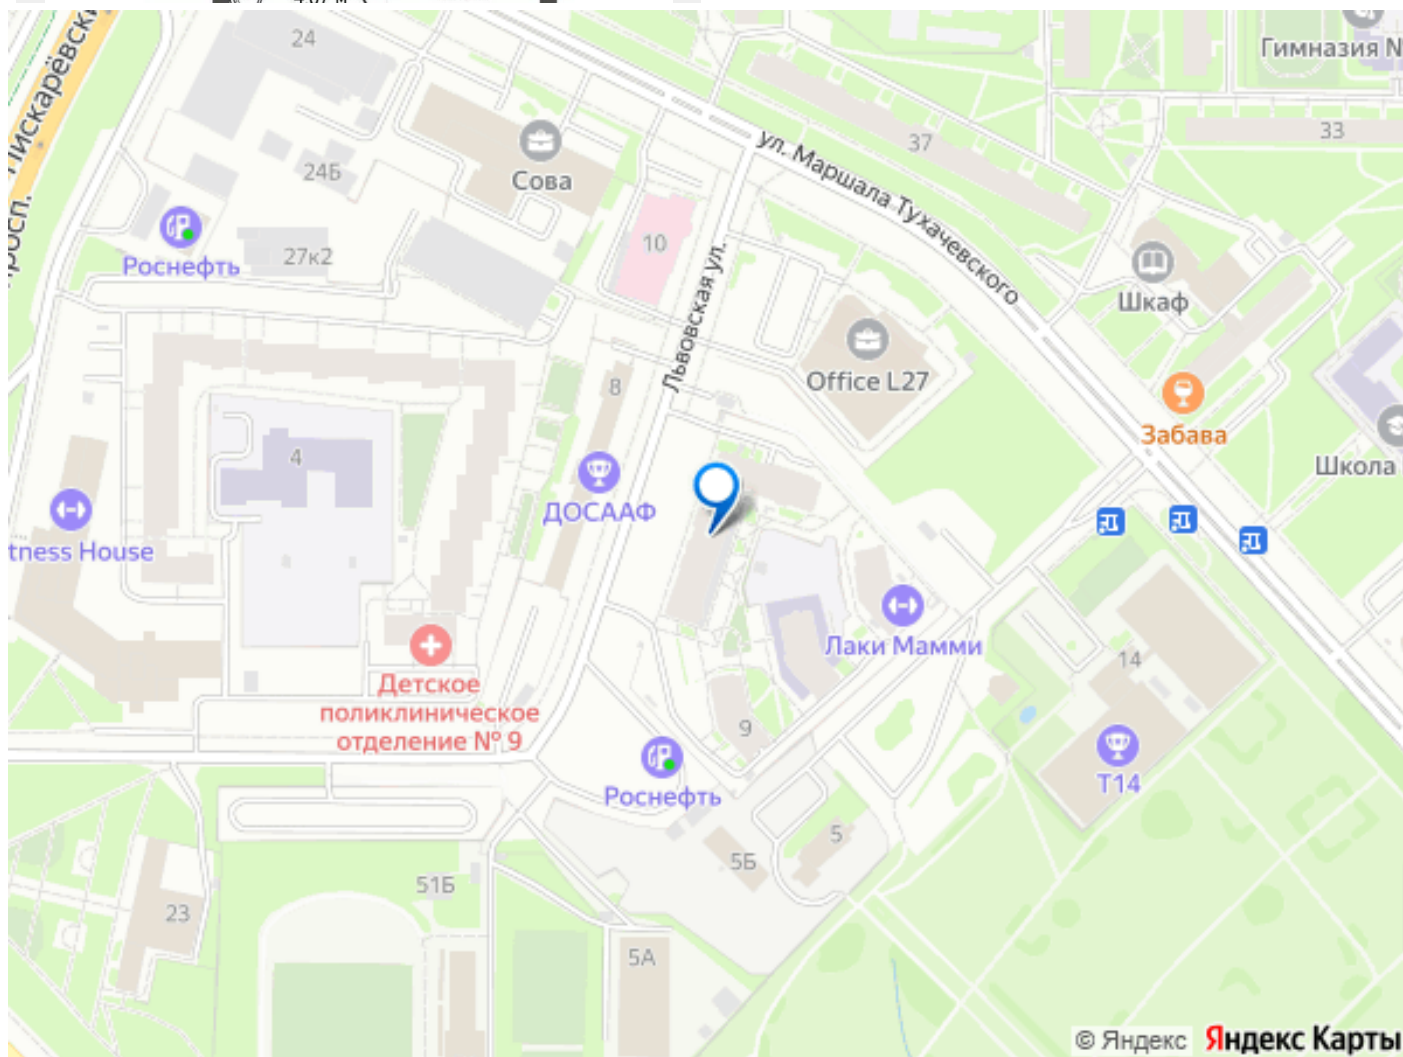 24
Гимназия N
33
37
ул. Маршала Тухачевского
Пискарёвски
просп.
Сова
24Б
10
Львовская ул.
Роснефть
27к2
Шкаф
Office L27
8
Забава
4
Школа
ДОСААФ
tness House
Лаки Мамми
14
Детское
поликлиническое
отделение № 9
9
Роснефть
Т14
5
5Б
51Б
23
5А
© Яндекс Яндекс Карты